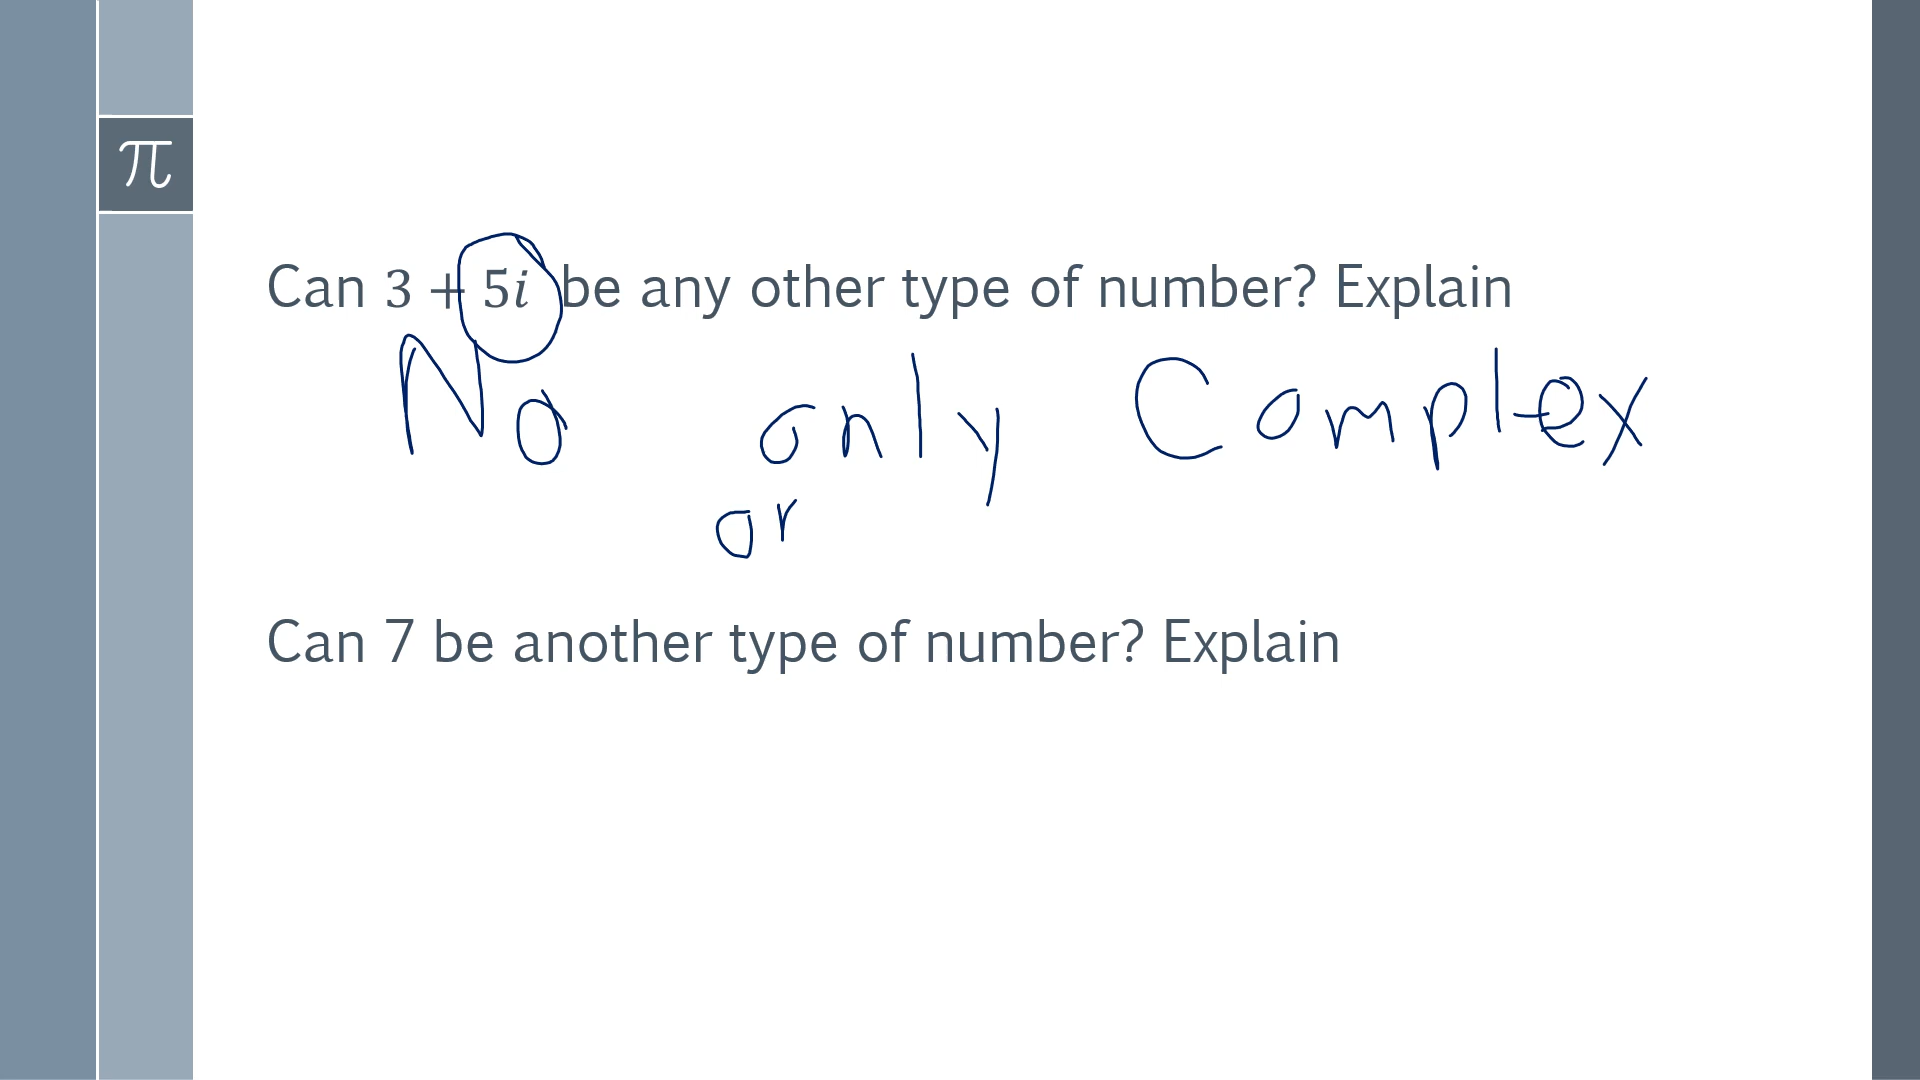 π
Can 3 + 5i be any other type of number? Explain
No only Complex
or
Can 7 be another type of number? Explain